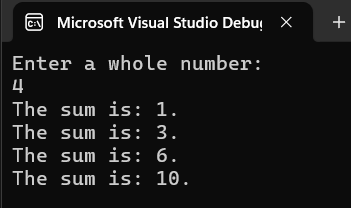 Microsoft Visual Studio Debug
Enter a whole number:
4
The sum is: 1.
The sum is: 3.
The sum is: 6.
The sum is: 10.